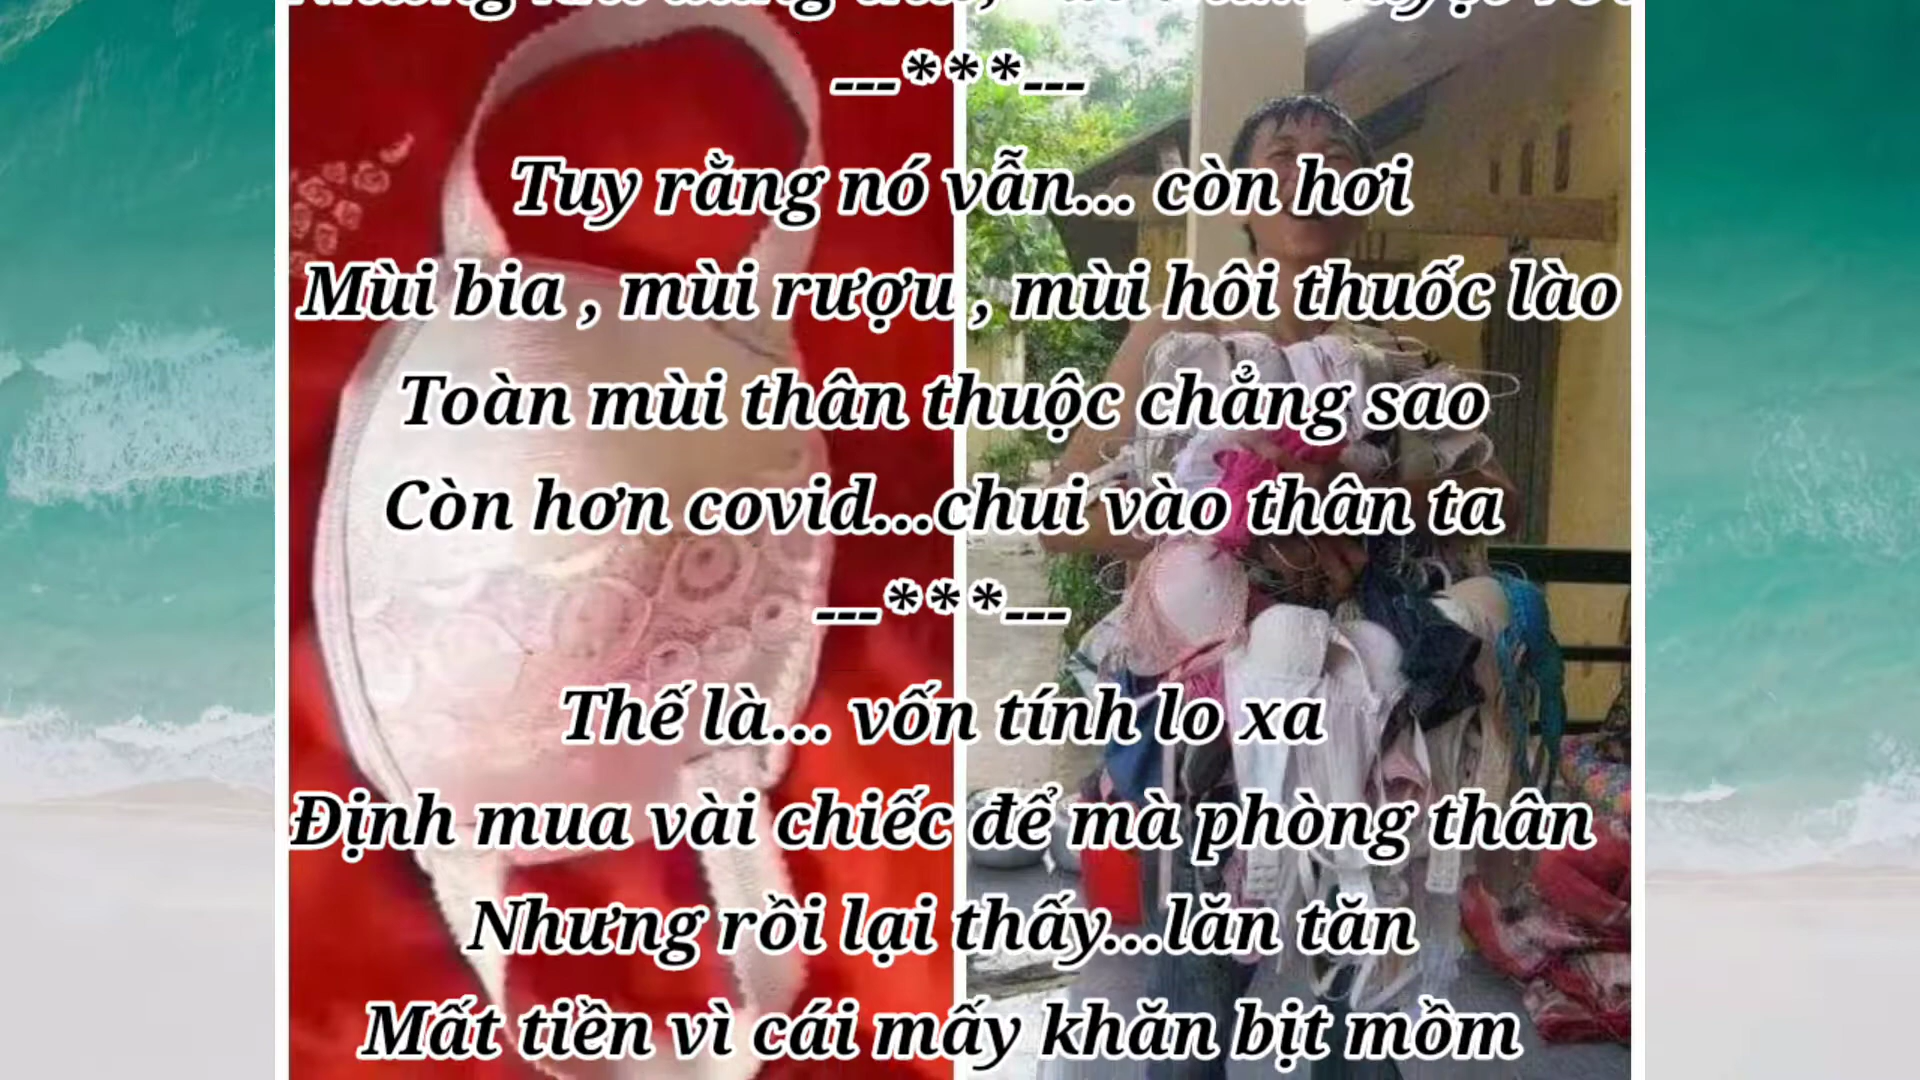 ---***---
Tuy rằng nó vẫn... còn hơi
Mùi bia , mùi rượu , mùi hôi thuốc lào
Toàn mùi thân thuộc chẳng sao
Còn hơn covid...chui vào thân ta
---***---
Thế là... vốn tính lo xa
Định mua vài chiếc để mà phòng thân
Nhưng rồi lại thấy...lăn tăn
Mất tiền vì cái mấy khăn bịt mồm